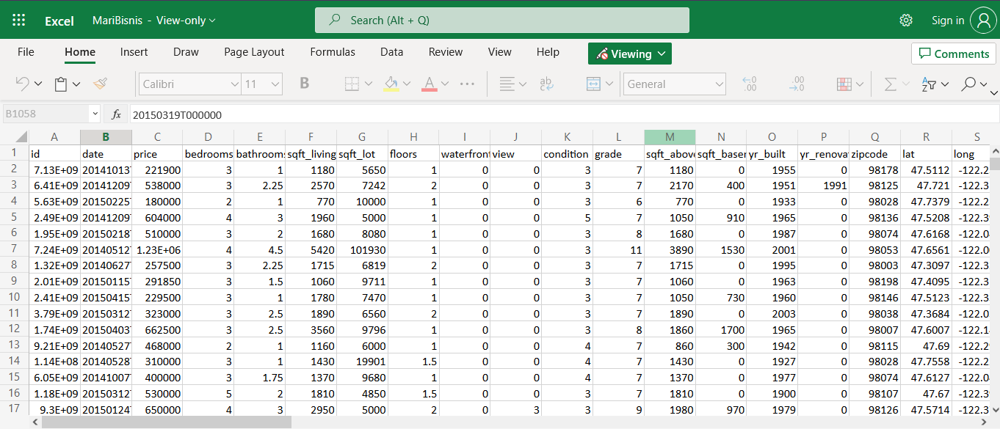 Excel MariBisnis - View-only Search (Alt + Q) Sign in
File Home Insert Draw Page Layout Formulas Data Review View Help Viewing Comments
Calibri 11 B A ab General .00 .00
B1058 fx 20150319T000000
A B C D E F G H I J K L M N O P Q R S
1 id date price bedrooms bathrooms sqft_living sqft_lot floors waterfront view condition grade sqft_above sqft_basem yr_built yr_renovat zipcode lat long
2 7.13E+09 20141013T 221900 3 1 1180 5650 1 0 0 3 7 1180 0 1955 0 98178 47.5112 -122.2
3 6.41E+09 20141209T 538000 3 2.25 2570 7242 2 0 0 3 7 2170 400 1951 1991 98125 47.721 -122.3
4 5.63E+09 20150225T 180000 2 1 770 10000 1 0 0 3 6 770 0 1933 0 98028 47.7379 -122.2
5 2.49E+09 20141209T 604000 4 3 1960 5000 1 0 0 5 7 1050 910 1965 0 98136 47.5208 -122.3
6 1.95E+09 20150218T 510000 3 2 1680 8080 1 0 0 3 8 1680 0 1987 0 98074 47.6168 -122.0
7 7.24E+09 20140512T 1.23E+06 4 4.5 5420 101930 1 0 0 3 11 3890 1530 2001 0 98053 47.6561 -122.0
8 1.32E+09 20140627T 257500 3 2.25 1715 6819 2 0 0 3 7 1715 0 1995 0 98003 47.3097 -122.3
9 2.01E+09 20150115T 291850 3 1.5 1060 9711 1 0 0 3 7 1060 0 1963 0 98198 47.4095 -122.3
10 2.41E+09 20150415T 229500 3 1 1780 7470 1 0 0 3 7 1050 730 1960 0 98146 47.5123 -122.3
11 3.79E+09 20150312T 323000 3 2.5 1890 6560 2 0 0 3 7 1890 0 2003 0 98038 47.3684 -122.0
12 1.74E+09 20150403T 662500 3 2.5 3560 9796 1 0 0 3 8 1860 1700 1965 0 98007 47.6007 -122.1
13 9.21E+09 20140527T 468000 2 1 1160 6000 1 0 0 4 7 860 300 1942 0 98115 47.69 -122.2
14 1.14E+08 20140528T 310000 3 1 1430 19901 1.5 0 0 4 7 1430 0 1927 0 98028 47.7558 -122.2
15 6.05E+09 20141007T 400000 3 1.75 1370 9680 1 0 0 4 7 1370 0 1977 0 98074 47.6127 -122.0
16 1.18E+09 20150312T 530000 5 2 1810 4850 1.5 0 0 3 7 1810 0 1900 0 98107 47.67 -122.3
17 9.3E+09 20150124T 650000 4 3 2950 5000 2 0 3 3 9 1980 970 1979 0 98126 47.5714 -122.3